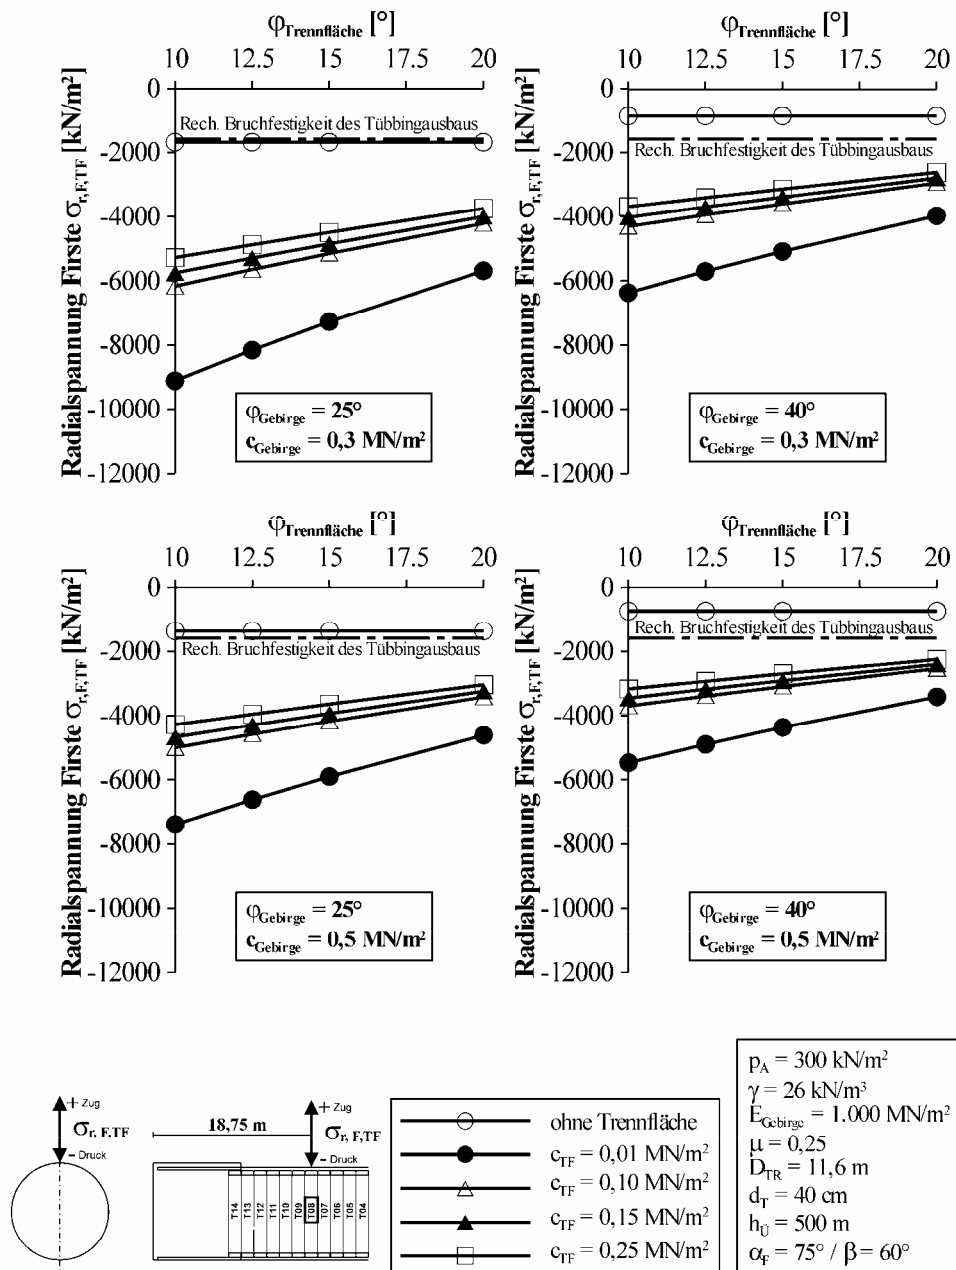 φTrennfläche [°]
10 12.5 15 17.5 20
Radialspannung Firste σr,F,TF [kN/m²]
0
-2000
-4000
-6000
-8000
-10000
-12000
Rech. Bruchfestigkeit des Tübbingausbaus
φGebirge = 25°
cGebirge = 0,3 MN/m²
φTrennfläche [°]
10 12.5 15 17.5 20
Radialspannung Firste σr,F,TF [kN/m²]
0
-2000
-4000
-6000
-8000
-10000
-12000
Rech. Bruchfestigkeit des Tübbingausbaus
φGebirge = 40°
cGebirge = 0,3 MN/m²
φTrennfläche [°]
10 12.5 15 17.5 20
Radialspannung Firste σr,F,TF [kN/m²]
0
-2000
-4000
-6000
-8000
-10000
-12000
Rech. Bruchfestigkeit des Tübbingausbaus
φGebirge = 25°
cGebirge = 0,5 MN/m²
φTrennfläche [°]
10 12.5 15 17.5 20
Radialspannung Firste σr,F,TF [kN/m²]
0
-2000
-4000
-6000
-8000
-10000
-12000
Rech. Bruchfestigkeit des Tübbingausbaus
φGebirge = 40°
cGebirge = 0,5 MN/m²
+ Zug
σr, F,TF
− Druck
18,75 m
+ Zug
σr, F,TF
− Druck
T14
T13
T12
T11
T10
T09
T08
T07
T06
T05
T04
ohne Trennfläche
cTF = 0,01 MN/m²
cTF = 0,10 MN/m²
cTF = 0,15 MN/m²
cTF = 0,25 MN/m²
pA = 300 kN/m²
γ = 26 kN/m³
EGebirge = 1.000 MN/m²
μ = 0,25
DTR = 11,6 m
dT = 40 cm
hÜ = 500 m
αF = 75° / β = 60°